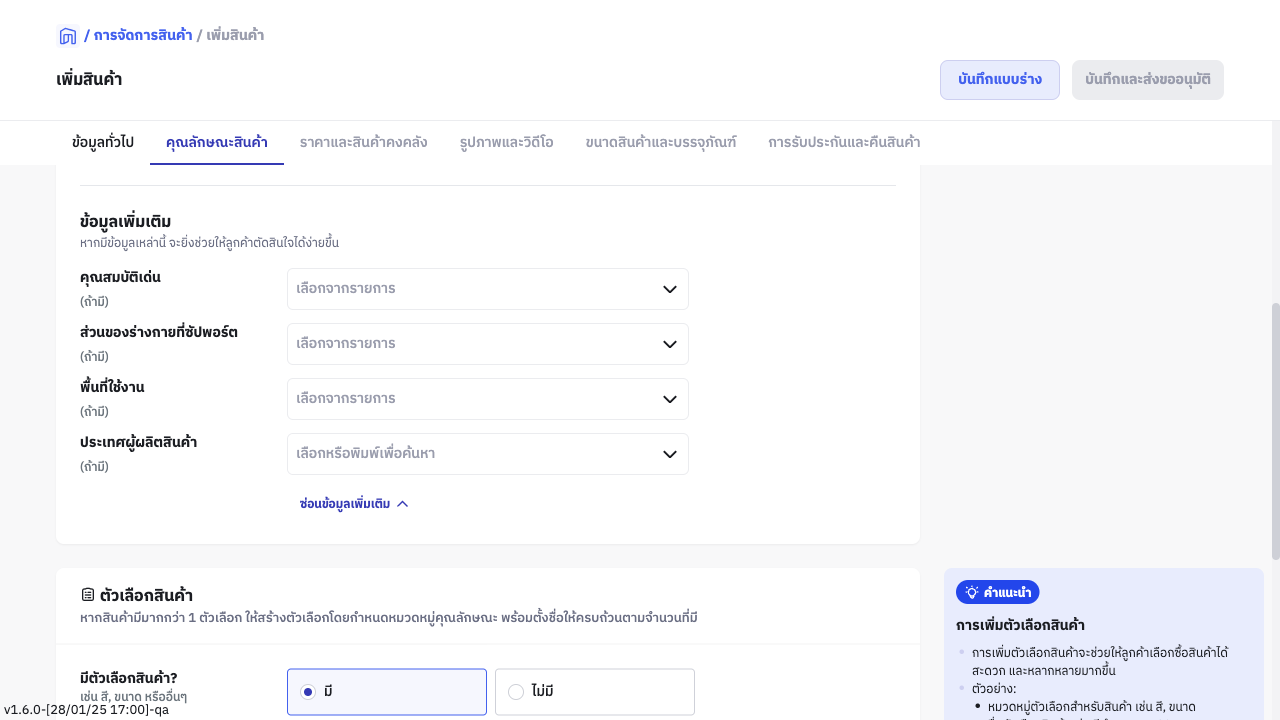 / การจัดการสินค้า / เพิ่มสินค้า
เพิ่มสินค้า
บันทึกแบบร่าง
บันทึกและส่งขออนุมัติ
ข้อมูลทั่วไป
คุณลักษณะสินค้า
ราคาและสินค้าคงคลัง
รูปภาพและวิดีโอ
ขนาดสินค้าและบรรจุภัณฑ์
การรับประกันและคืนสินค้า
ข้อมูลเพิ่มเติม
หากมีข้อมูลเหล่านี้ จะยิ่งช่วยให้ลูกค้าตัดสินใจได้ง่ายขึ้น
คุณสมบัติเด่น
(ถ้ามี)
เลือกจากรายการ
ส่วนของร่างกายที่ซัปพอร์ต
(ถ้ามี)
เลือกจากรายการ
พื้นที่ใช้งาน
(ถ้ามี)
เลือกจากรายการ
ประเทศผู้ผลิตสินค้า
(ถ้ามี)
เลือกหรือพิมพ์เพื่อค้นหา
ซ่อนข้อมูลเพิ่มเติม
ตัวเลือกสินค้า
หากสินค้ามีมากกว่า 1 ตัวเลือก ให้สร้างตัวเลือกโดยกำหนดหมวดหมู่คุณลักษณะ พร้อมตั้งชื่อให้ครบถ้วนตามจำนวนที่มี
มีตัวเลือกสินค้า?
เช่น สี, ขนาด หรืออื่นๆ
มี
ไม่มี
คำแนะนำ
การเพิ่มตัวเลือกสินค้า
การเพิ่มตัวเลือกสินค้าจะช่วยให้ลูกค้าเลือกซื้อสินค้าได้
สะดวก และหลากหลายมากขึ้น
ตัวอย่าง:
หมวดหมู่ตัวเลือกสำหรับสินค้า เช่น สี, ขนาด
v1.6.0-[28/01/25 17:00]-qa